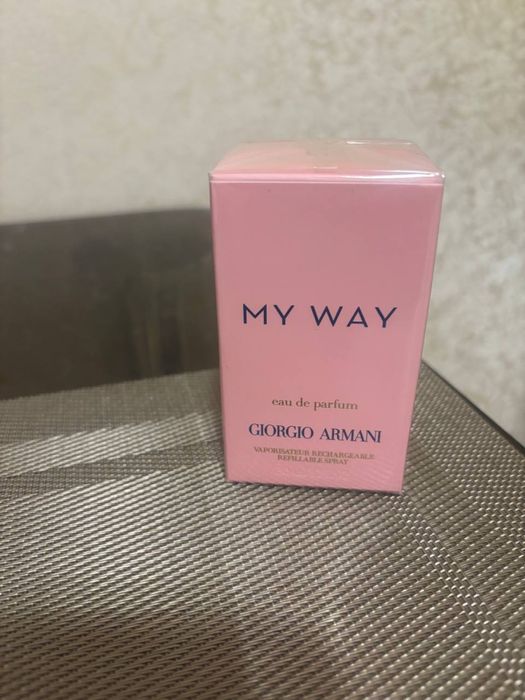 MY WAY
eau de parfum
GIORGIO ARMANI
VAPORISATEUR RECHARGEABLE
REFILLABLE SPRAY